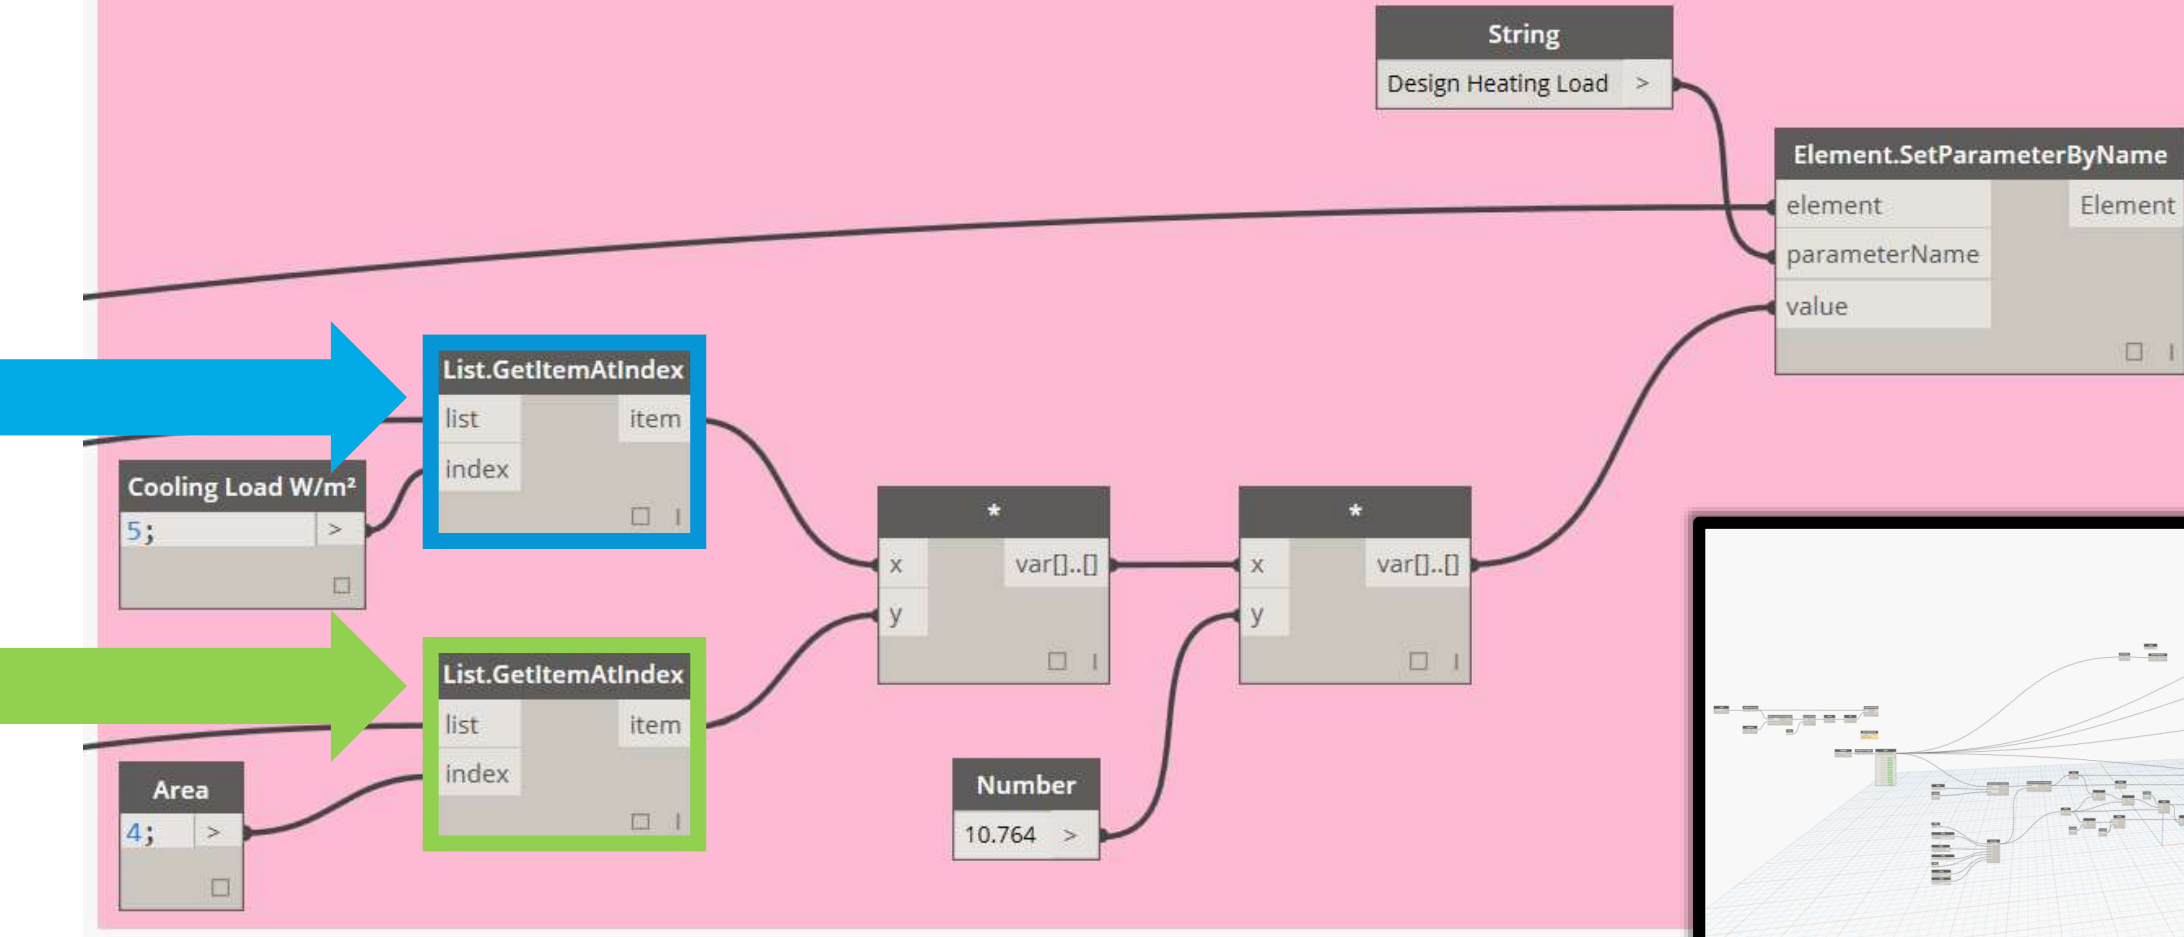 String
Design Heating Load >
Element.SetParameterByName
element Element
parameterName
value
List.GetItemAtIndex
list item
index
Cooling Load W/m²
5; >
* *
x var[]..[] x var[]..[]
y y
List.GetItemAtIndex
list item
index
Area
4; >
Number
10.764 >